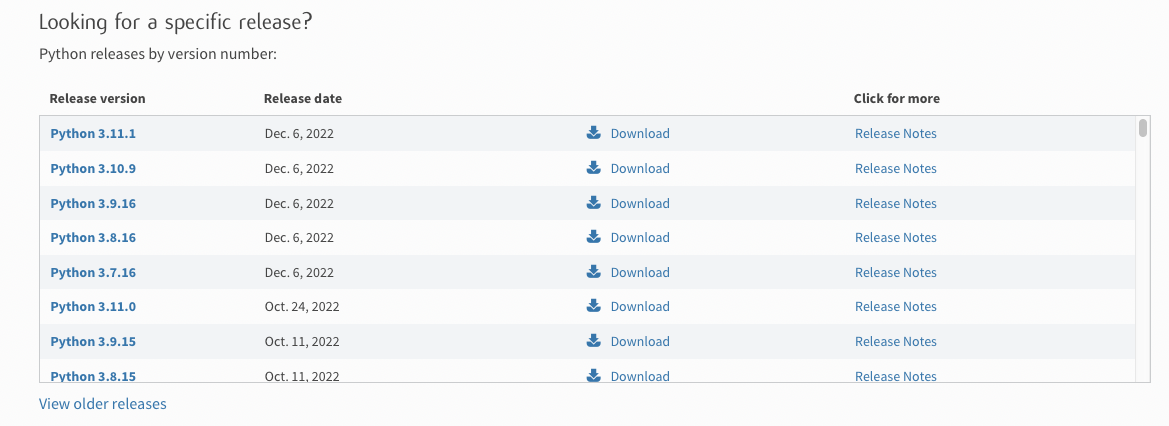 Looking for a specific release?
Python releases by version number:
Release version Release date Click for more
Python 3.11.1 Dec. 6, 2022 Download Release Notes
Python 3.10.9 Dec. 6, 2022 Download Release Notes
Python 3.9.16 Dec. 6, 2022 Download Release Notes
Python 3.8.16 Dec. 6, 2022 Download Release Notes
Python 3.7.16 Dec. 6, 2022 Download Release Notes
Python 3.11.0 Oct. 24, 2022 Download Release Notes
Python 3.9.15 Oct. 11, 2022 Download Release Notes
Python 3.8.15 Oct. 11, 2022 Download Release Notes
View older releases